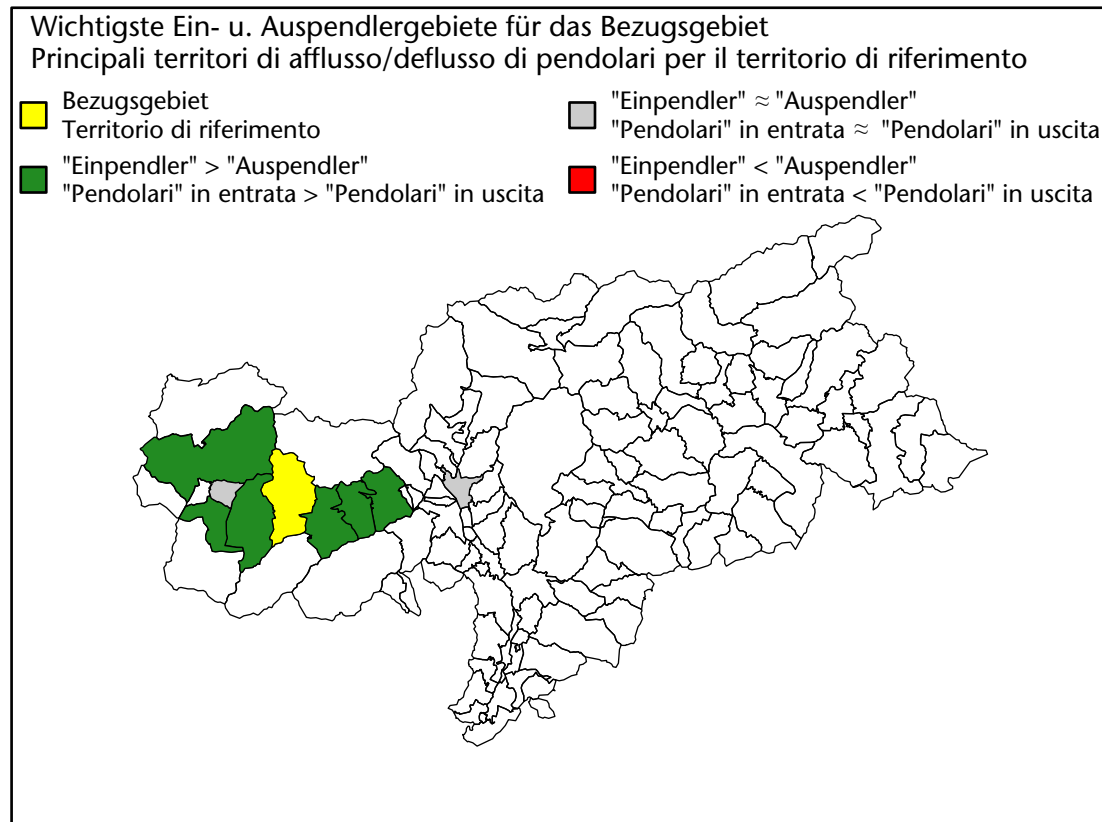 Wichtigste Ein- u. Auspendlergebiete für das Bezugsgebiet
Principali territori di afflusso/deflusso di pendolari per il territorio di riferimento
Bezugsgebiet
Territorio di riferimento
"Einpendler" > "Auspendler"
"Pendolari" in entrata > "Pendolari" in uscita
"Einpendler" ≈ "Auspendler"
"Pendolari" in entrata ≈ "Pendolari" in uscita
"Einpendler" < "Auspendler"
"Pendolari" in entrata < "Pendolari" in uscita